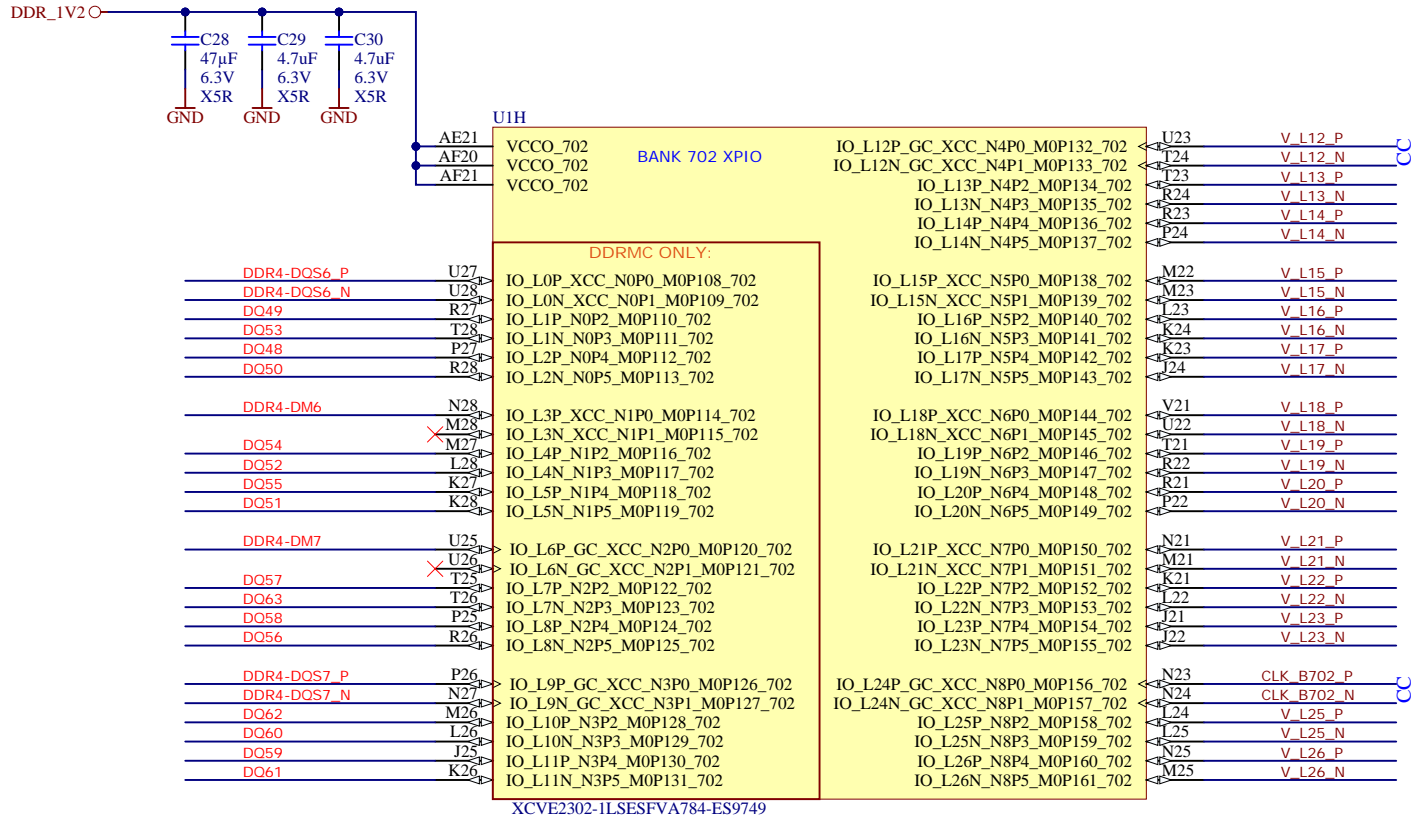 DDR_1V2
C28
47µF
6.3V
X5R
C29
4.7uF
6.3V
X5R
C30
4.7uF
6.3V
X5R
GND GND GND
U1H
AE21 VCCO_702
AF20 VCCO_702
AF21 VCCO_702
BANK 702 XPIO
DDRMC ONLY:
DDR4-DQS6_P U27 IO_L0P_XCC_N0P0_M0P108_702
DDR4-DQS6_N U28 IO_L0N_XCC_N0P1_M0P109_702
DQ49 R27 IO_L1P_N0P2_M0P110_702
DQ53 T28 IO_L1N_N0P3_M0P111_702
DQ48 P27 IO_L2P_N0P4_M0P112_702
DQ50 R28 IO_L2N_N0P5_M0P113_702
DDR4-DM6 N28 IO_L3P_XCC_N1P0_M0P114_702
M28 IO_L3N_XCC_N1P1_M0P115_702
DQ54 M27 IO_L4P_N1P2_M0P116_702
DQ52 L28 IO_L4N_N1P3_M0P117_702
DQ55 K27 IO_L5P_N1P4_M0P118_702
DQ51 K28 IO_L5N_N1P5_M0P119_702
DDR4-DM7 U25 IO_L6P_GC_XCC_N2P0_M0P120_702
U26 IO_L6N_GC_XCC_N2P1_M0P121_702
DQ57 T25 IO_L7P_N2P2_M0P122_702
DQ63 T26 IO_L7N_N2P3_M0P123_702
DQ58 P25 IO_L8P_N2P4_M0P124_702
DQ56 R26 IO_L8N_N2P5_M0P125_702
DDR4-DQS7_P P26 IO_L9P_GC_XCC_N3P0_M0P126_702
DDR4-DQS7_N N27 IO_L9N_GC_XCC_N3P1_M0P127_702
DQ62 M26 IO_L10P_N3P2_M0P128_702
DQ60 L26 IO_L10N_N3P3_M0P129_702
DQ59 J25 IO_L11P_N3P4_M0P130_702
DQ61 K26 IO_L11N_N3P5_M0P131_702
IO_L12P_GC_XCC_N4P0_M0P132_702 U23 V_L12_P
IO_L12N_GC_XCC_N4P1_M0P133_702 T24 V_L12_N
CC
IO_L13P_N4P2_M0P134_702 T23 V_L13_P
IO_L13N_N4P3_M0P135_702 R24 V_L13_N
IO_L14P_N4P4_M0P136_702 R23 V_L14_P
IO_L14N_N4P5_M0P137_702 P24 V_L14_N
IO_L15P_XCC_N5P0_M0P138_702 M22 V_L15_P
IO_L15N_XCC_N5P1_M0P139_702 M23 V_L15_N
IO_L16P_N5P2_M0P140_702 L23 V_L16_P
IO_L16N_N5P3_M0P141_702 K24 V_L16_N
IO_L17P_N5P4_M0P142_702 K23 V_L17_P
IO_L17N_N5P5_M0P143_702 J24 V_L17_N
IO_L18P_XCC_N6P0_M0P144_702 V21 V_L18_P
IO_L18N_XCC_N6P1_M0P145_702 U22 V_L18_N
IO_L19P_N6P2_M0P146_702 T21 V_L19_P
IO_L19N_N6P3_M0P147_702 R22 V_L19_N
IO_L20P_N6P4_M0P148_702 R21 V_L20_P
IO_L20N_N6P5_M0P149_702 P22 V_L20_N
IO_L21P_XCC_N7P0_M0P150_702 N21 V_L21_P
IO_L21N_XCC_N7P1_M0P151_702 M21 V_L21_N
IO_L22P_N7P2_M0P152_702 K21 V_L22_P
IO_L22N_N7P3_M0P153_702 L22 V_L22_N
IO_L23P_N7P4_M0P154_702 J21 V_L23_P
IO_L23N_N7P5_M0P155_702 J22 V_L23_N
IO_L24P_GC_XCC_N8P0_M0P156_702 N23 CLK_B702_P
IO_L24N_GC_XCC_N8P1_M0P157_702 N24 CLK_B702_N
CC
IO_L25P_N8P2_M0P158_702 L24 V_L25_P
IO_L25N_N8P3_M0P159_702 L25 V_L25_N
IO_L26P_N8P4_M0P160_702 N25 V_L26_P
IO_L26N_N8P5_M0P161_702 M25 V_L26_N
XCVE2302-1LSESFVA784-ES9749